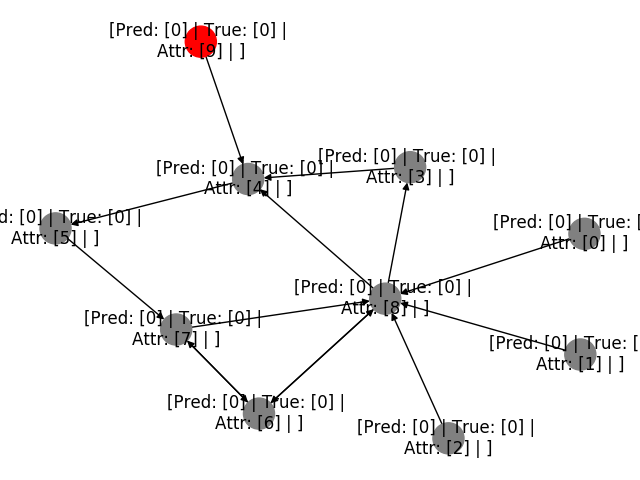 [Pred: [0] | True: [0] |
Attr: [9] | ]
[Pred: [0] | True: [0] |
Attr: [3] | ]
[Pred: [0] | True: [0] |
Attr: [4] | ]
d: [0] | True: [0] |
Attr: [5] | ]
[Pred: [0] | True: [
Attr: [0] | ]
[Pred: [0] | True: [0] |
Attr: [8] | ]
[Pred: [0] | True: [0] |
Attr: [7] | ]
[Pred: [0] | True: [
Attr: [1] | ]
[Pred: [0] | True: [0] |
Attr: [6] | ]
[Pred: [0] | True: [0] |
Attr: [2] | ]